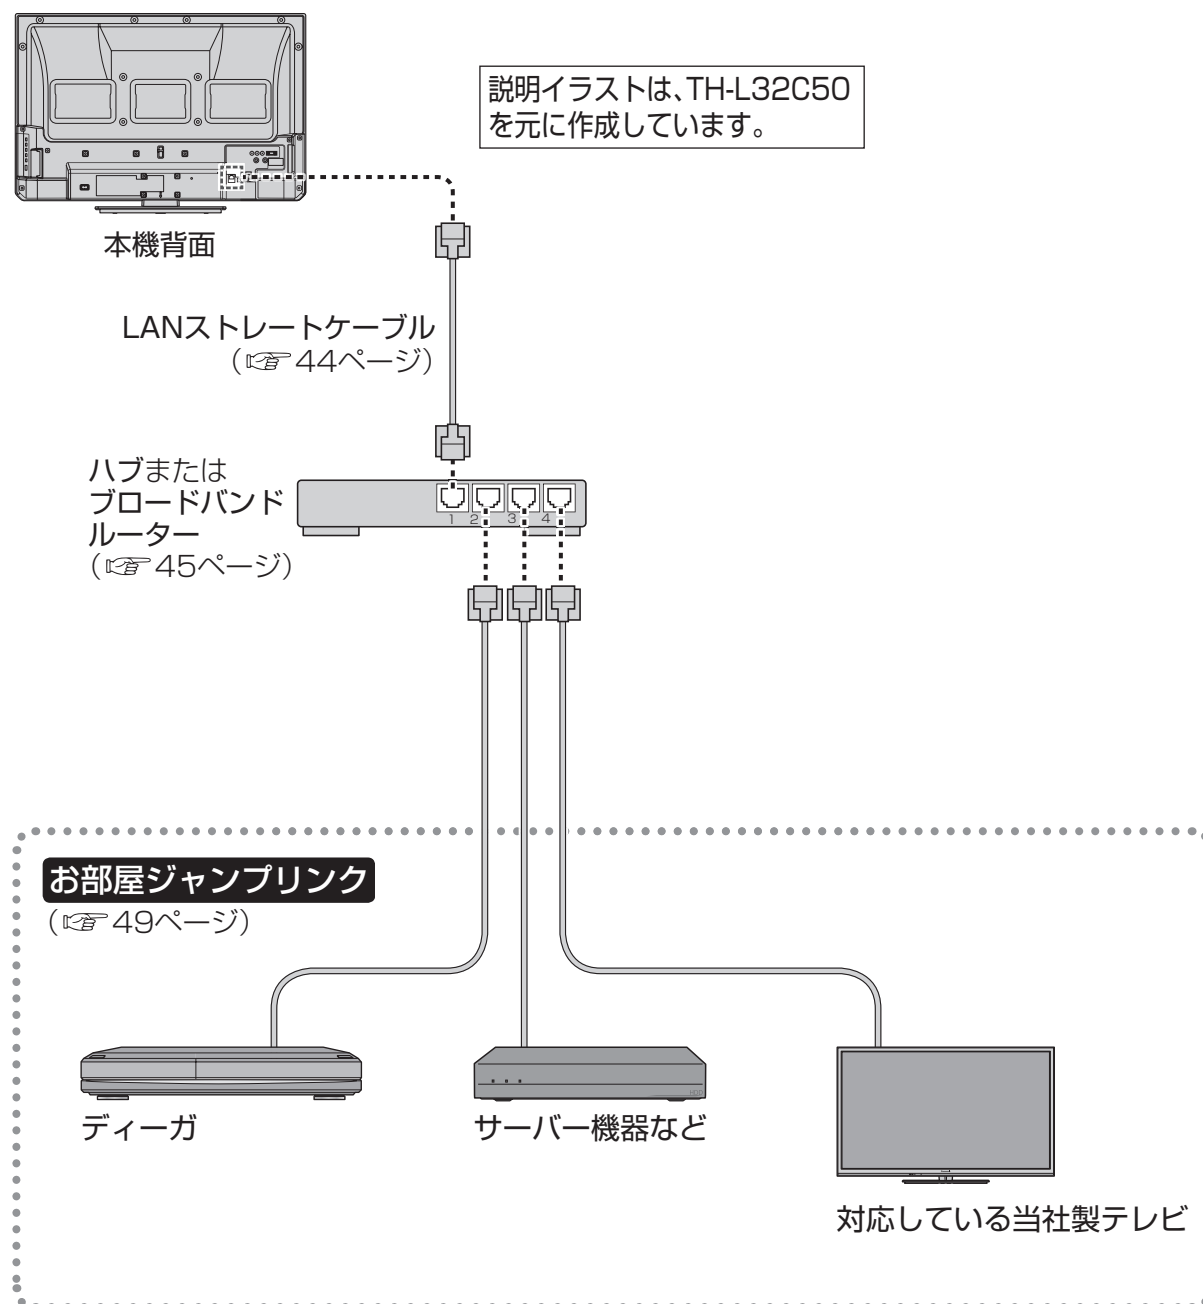 説明イラストは、TH-L32C50
を元に作成しています。
本機背面
LANストレートケーブル
(☞44ページ)
ハブまたは
ブロードバンド
ルーター
(☞45ページ)
1 2 3 4
お部屋ジャンプリンク
(☞49ページ)
HDD
ディーガ
サーバー機器など
対応している当社製テレビ